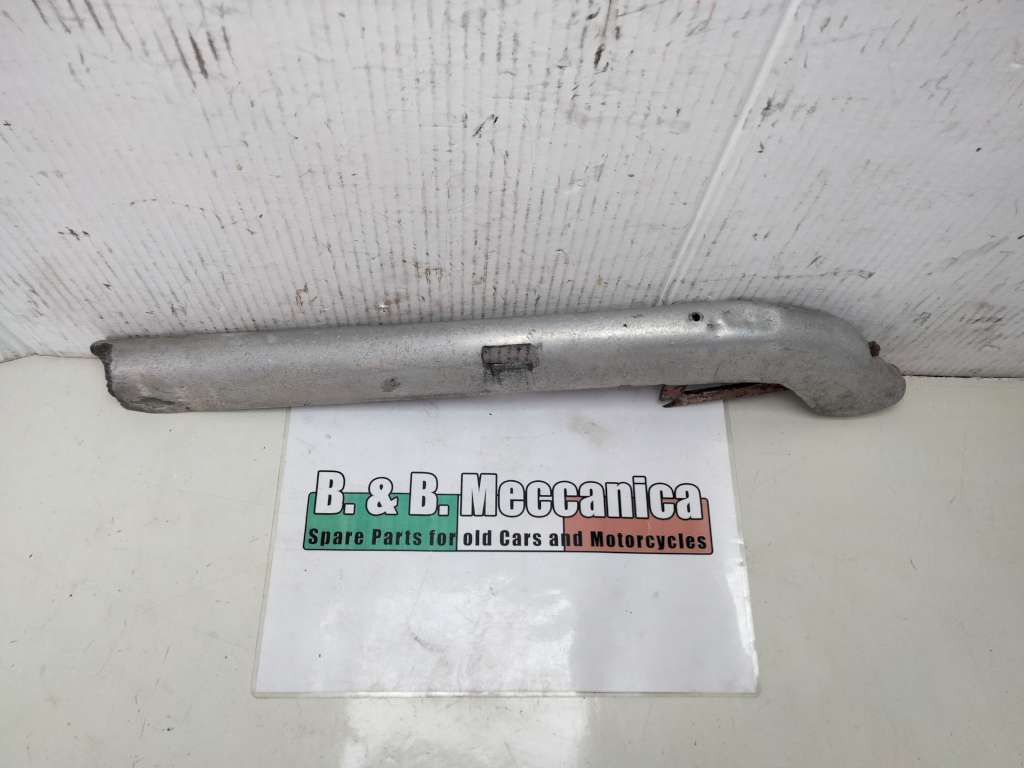 B. & B. Meccanica
Spare Parts for old Cars and Motorcycles